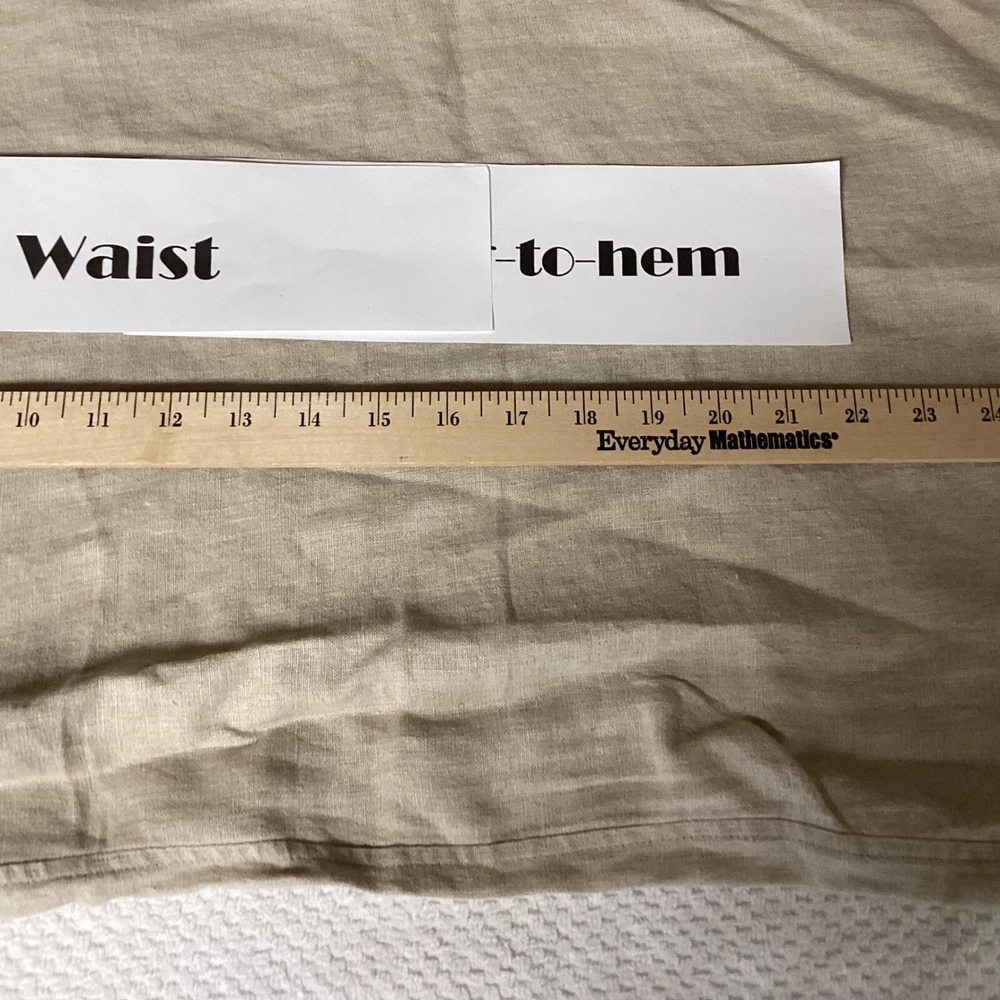 Waist -to-hem
10 11 12 13 14 15 16 17 18 19 20 21 22 23
Everyday Mathematics